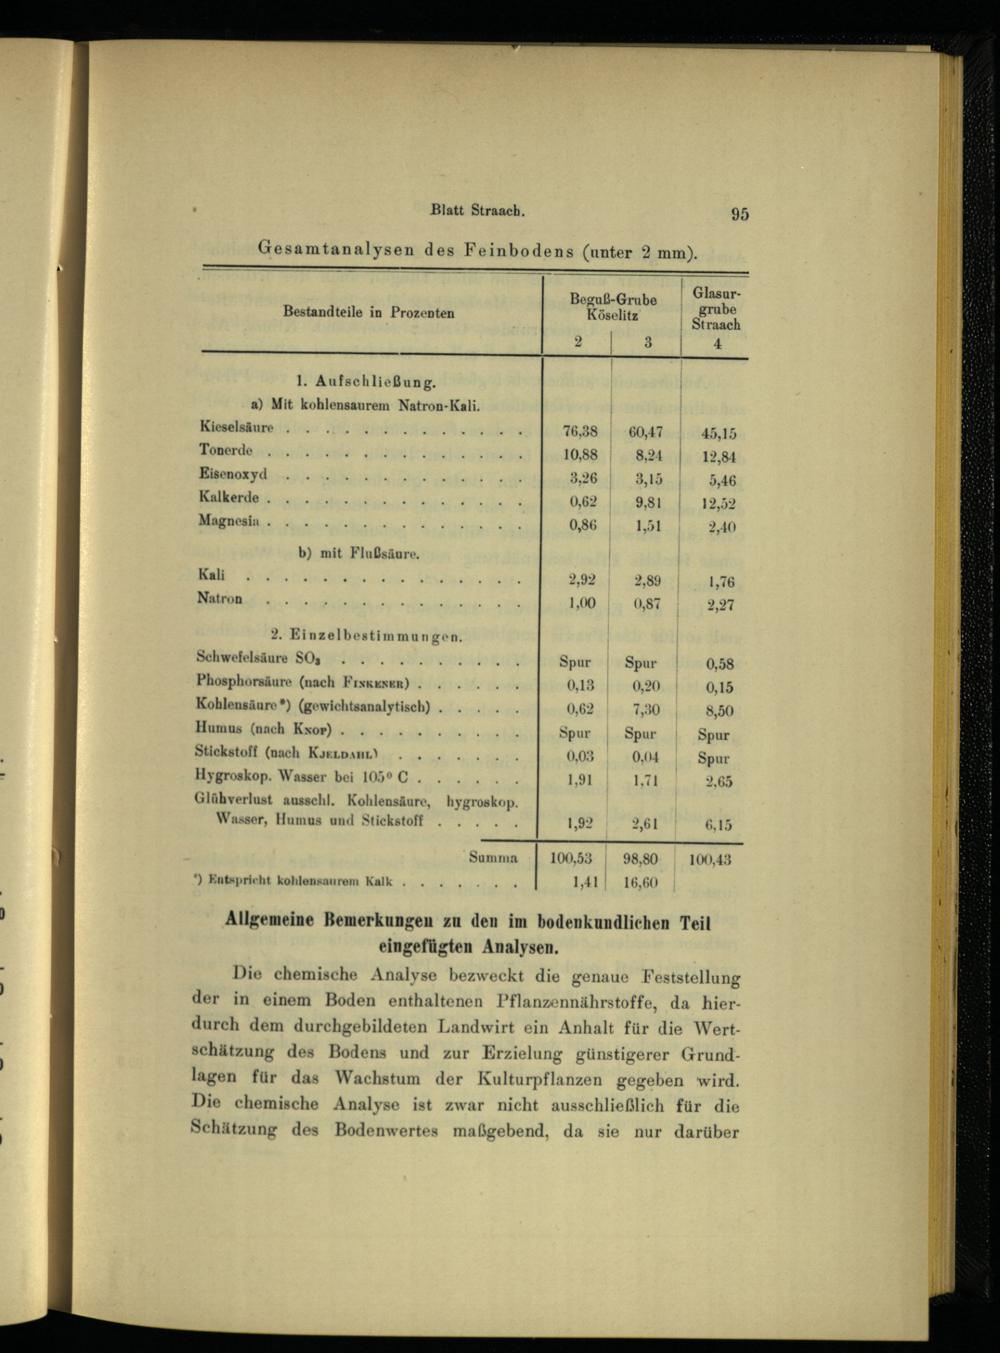 Blatt Straach. 95
Gesamtanalysen des Feinbodens (unter 2 mm).
Bestandteile in Prozenten Beguß-Grube Köselitz Glasur-grube Straach
2 3 4
1. Aufschließung.
a) Mit kohlensaurem Natron-Kali.
Kieselsäure . . . . . . . . . . . . . 76,38 60,47 45,15
Tonerde . . . . . . . . . . . . . . 10,88 8,24 12,84
Eisenoxyd . . . . . . . . . . . . . 3,26 3,15 5,46
Kalkerde . . . . . . . . . . . . . . 0,62 9,81 12,52
Magnesia . . . . . . . . . . . . . . 0,86 1,51 2,40
b) mit Flußsäure.
Kali . . . . . . . . . . . . . . . 2,92 2,89 1,76
Natron . . . . . . . . . . . . . . 1,00 0,87 2,27
2. Einzelbestimmungen.
Schwefelsäure SO₃ . . . . . . . . . . Spur Spur 0,58
Phosphorsäure (nach FINKENER) . . . . . . 0,13 0,20 0,15
Kohlensäure*) (gewichtsanalytisch) . . . . . 0,62 7,30 8,50
Humus (nach KNOP) . . . . . . . . . . Spur Spur Spur
Stickstoff (nach KJELDAHL) . . . . . . . 0,03 0,04 Spur
Hygroskop. Wasser bei 105° C . . . . . . 1,91 1,71 2,65
Glühverlust ausschl. Kohlensäure, hygroskop.
Wasser, Humus und Stickstoff . . . . . 1,92 2,61 6,15
Summa 100,53 98,80 100,43
*) Entspricht kohlensaurem Kalk . . . . . . . 1,41 16,60
Allgemeine Bemerkungen zu den im bodenkundlichen Teil
eingefügten Analysen.
Die chemische Analyse bezweckt die genaue Feststellung
der in einem Boden enthaltenen Pflanzennährstoffe, da hier-
durch dem durchgebildeten Landwirt ein Anhalt für die Wert-
schätzung des Bodens und zur Erzielung günstigerer Grund-
lagen für das Wachstum der Kulturpflanzen gegeben wird.
Die chemische Analyse ist zwar nicht ausschließlich für die
Schätzung des Bodenwertes maßgebend, da sie nur darüber